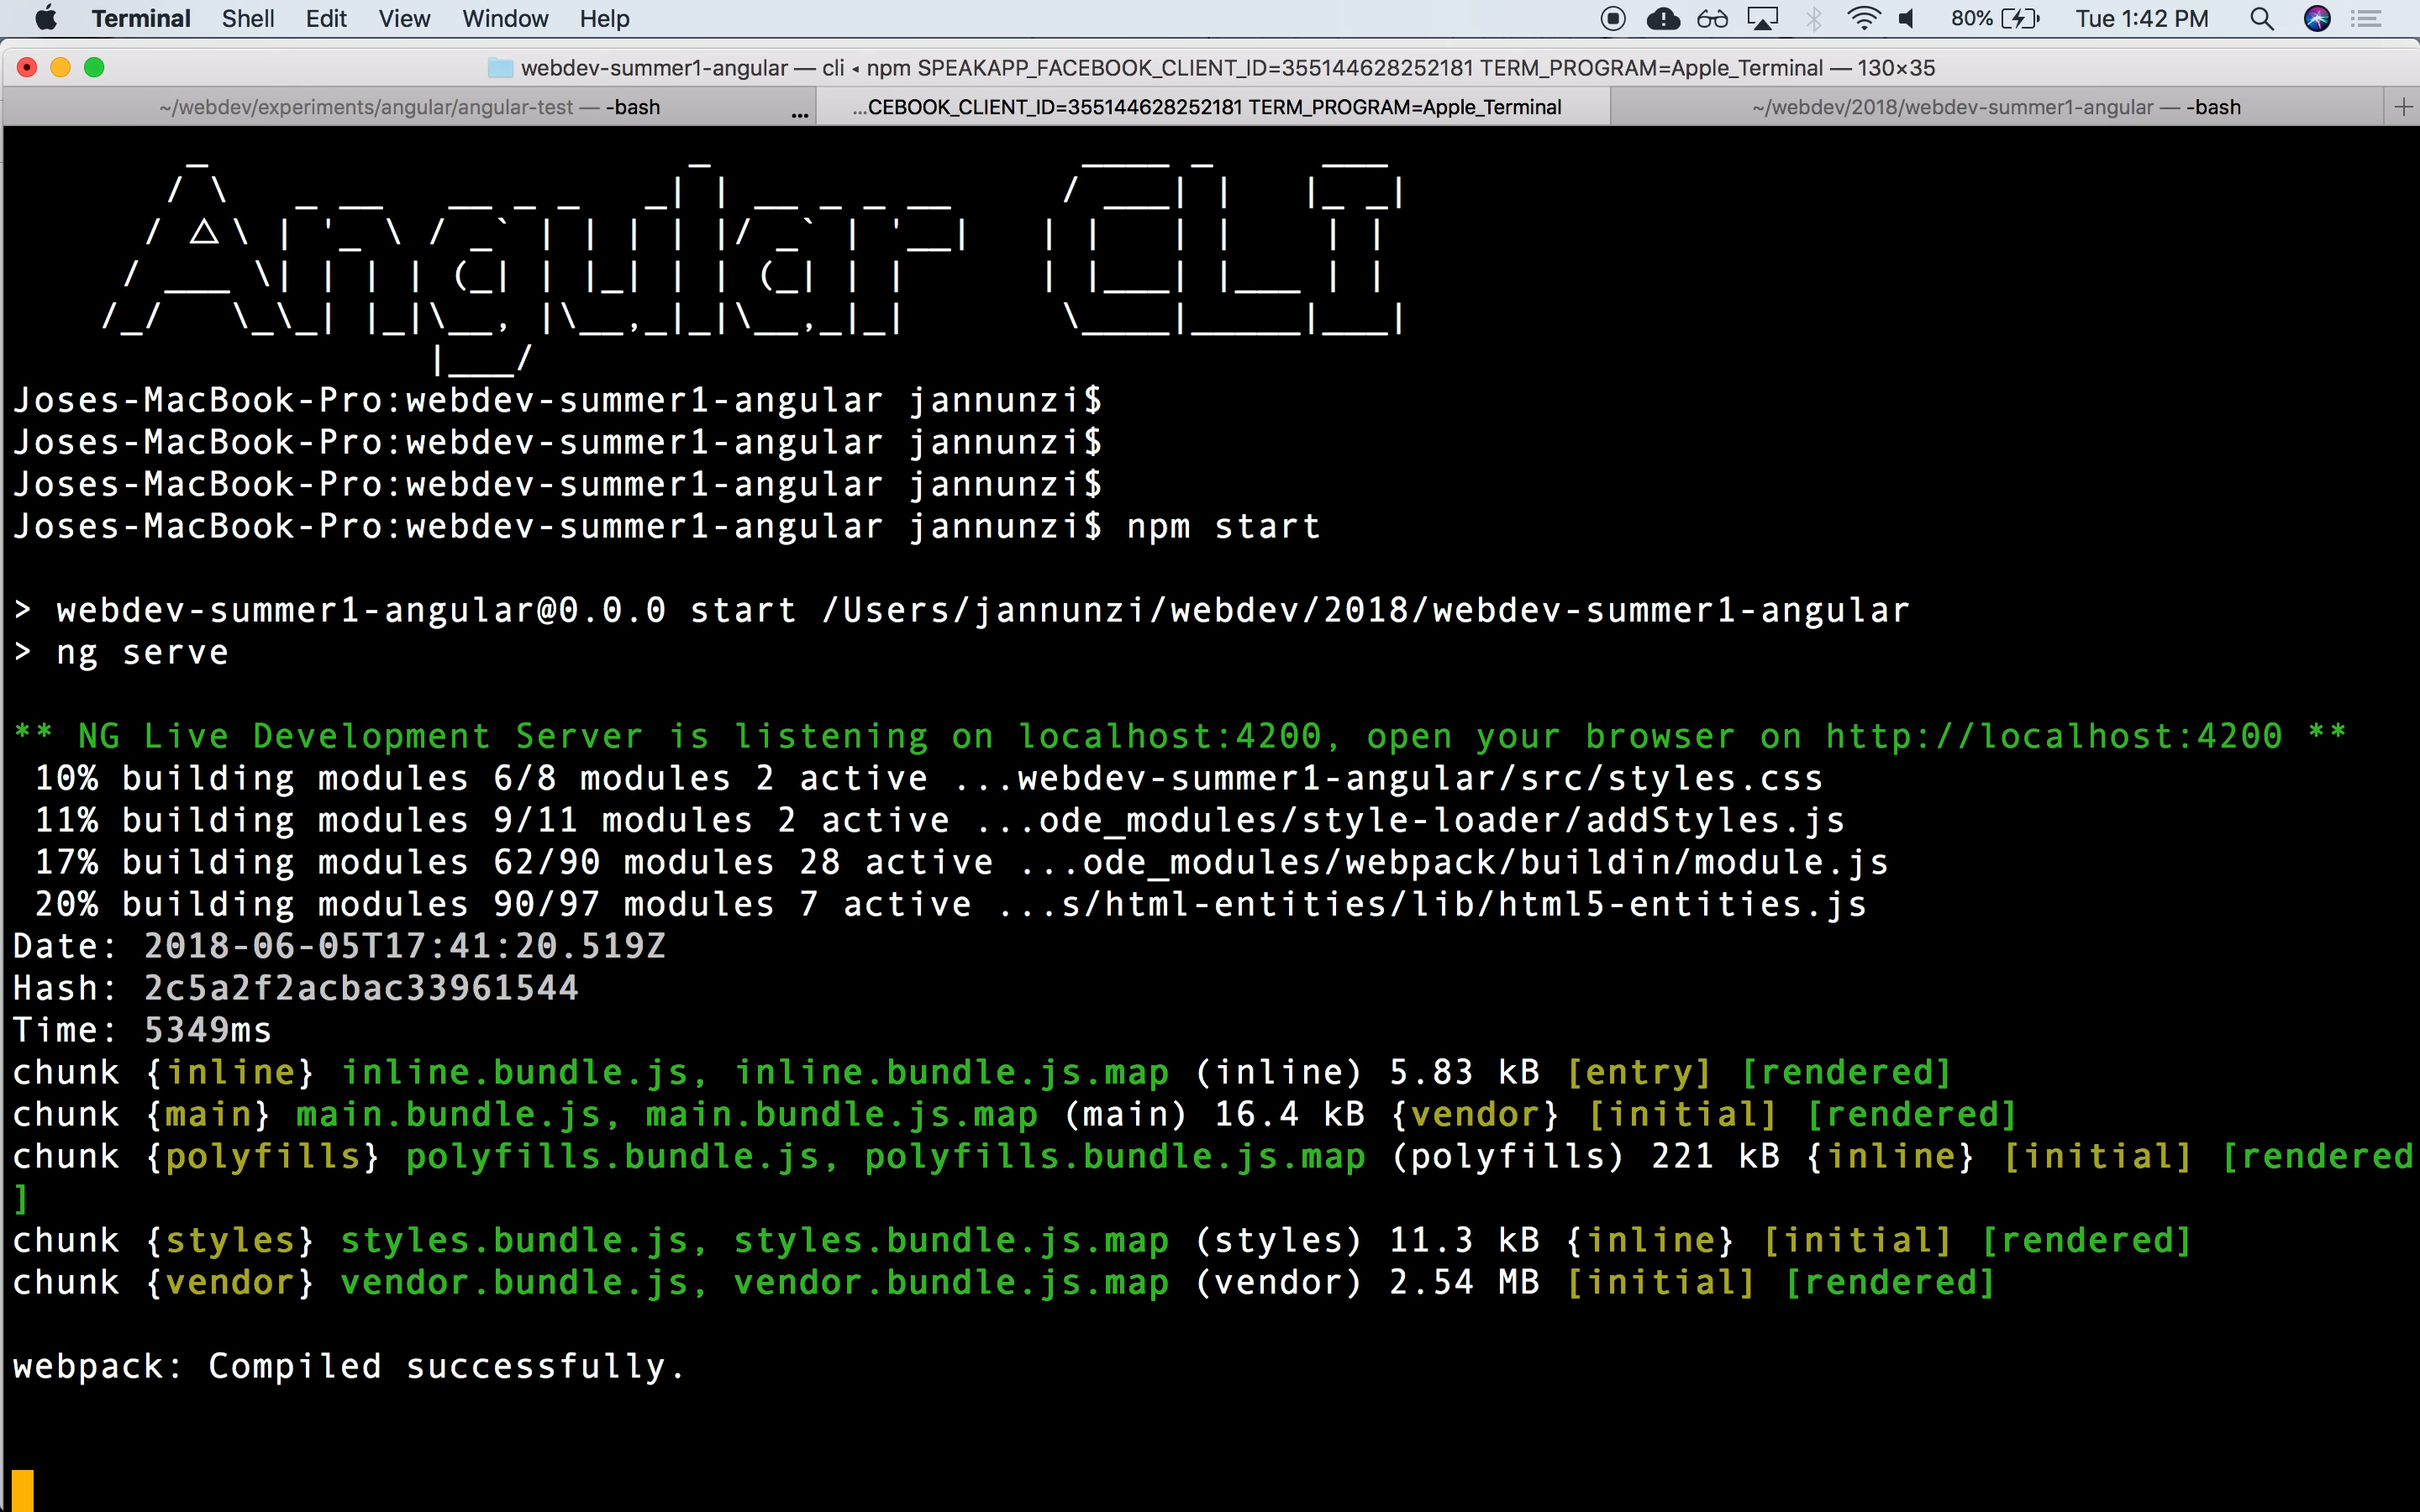 Terminal Shell Edit View Window Help 80% Tue 1:42 PM
webdev-summer1-angular — cli ◂ npm SPEAKAPP_FACEBOOK_CLIENT_ID=355144628252181 TERM_PROGRAM=Apple_Terminal — 130×35
~/webdev/experiments/angular/angular-test — -bash ... ...CEBOOK_CLIENT_ID=355144628252181 TERM_PROGRAM=Apple_Terminal ~/webdev/2018/webdev-summer1-angular — -bash +
Angular CLI
Joses-MacBook-Pro:webdev-summer1-angular jannunzi$
Joses-MacBook-Pro:webdev-summer1-angular jannunzi$
Joses-MacBook-Pro:webdev-summer1-angular jannunzi$
Joses-MacBook-Pro:webdev-summer1-angular jannunzi$ npm start
> webdev-summer1-angular@0.0.0 start /Users/jannunzi/webdev/2018/webdev-summer1-angular
> ng serve
** NG Live Development Server is listening on localhost:4200, open your browser on http://localhost:4200 **
10% building modules 6/8 modules 2 active ...webdev-summer1-angular/src/styles.css
11% building modules 9/11 modules 2 active ...ode_modules/style-loader/addStyles.js
17% building modules 62/90 modules 28 active ...ode_modules/webpack/buildin/module.js
20% building modules 90/97 modules 7 active ...s/html-entities/lib/html5-entities.js
Date: 2018-06-05T17:41:20.519Z
Hash: 2c5a2f2acbac33961544
Time: 5349ms
chunk {inline} inline.bundle.js, inline.bundle.js.map (inline) 5.83 kB [entry] [rendered]
chunk {main} main.bundle.js, main.bundle.js.map (main) 16.4 kB {vendor} [initial] [rendered]
chunk {polyfills} polyfills.bundle.js, polyfills.bundle.js.map (polyfills) 221 kB {inline} [initial] [rendered
]
chunk {styles} styles.bundle.js, styles.bundle.js.map (styles) 11.3 kB {inline} [initial] [rendered]
chunk {vendor} vendor.bundle.js, vendor.bundle.js.map (vendor) 2.54 MB [initial] [rendered]
webpack: Compiled successfully.